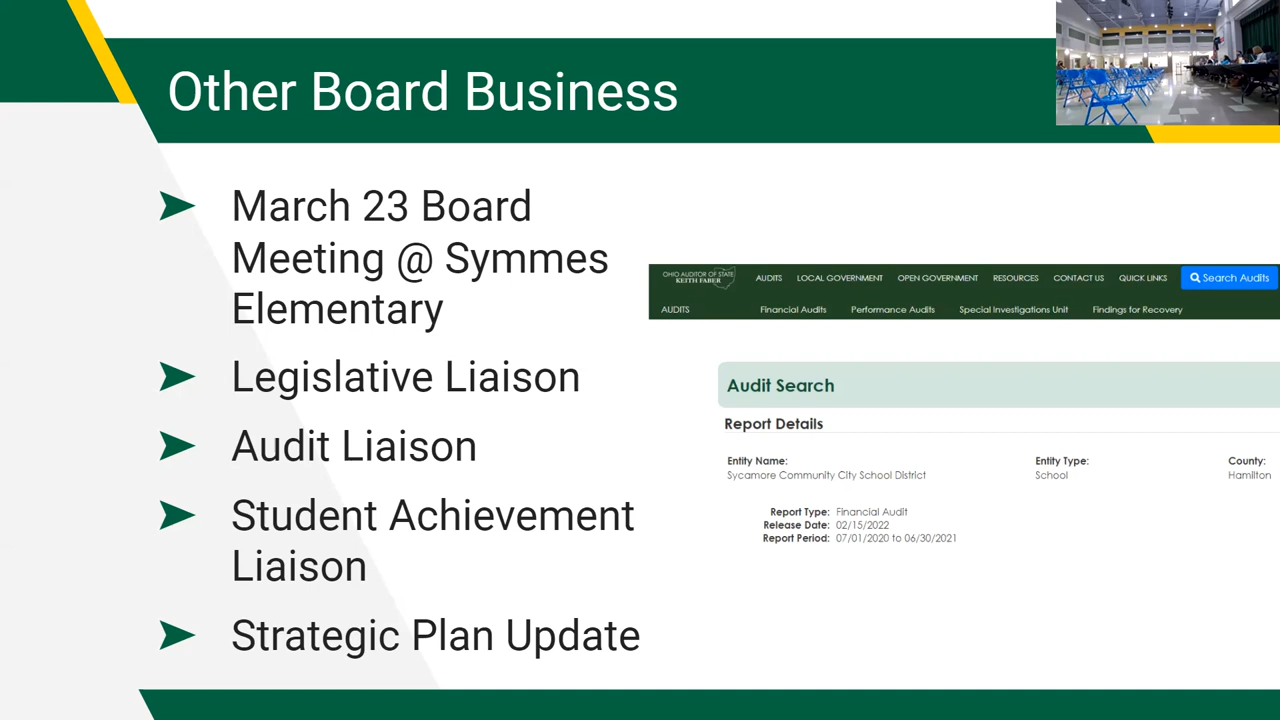 Other Board Business
March 23 Board
Meeting @ Symmes
Elementary
Legislative Liaison
Audit Liaison
Student Achievement
Liaison
Strategic Plan Update
OHIO AUDITOR OF STATE
KEITH FABER
AUDITS LOCAL GOVERNMENT OPEN GOVERNMENT RESOURCES CONTACT US QUICK LINKS Search Audits
AUDITS Financial Audits Performance Audits Special Investigations Unit Findings for Recovery
Audit Search
Report Details
Entity Name: Entity Type: County:
Sycamore Community City School District School Hamilton
Report Type: Financial Audit
Release Date: 02/15/2022
Report Period: 07/01/2020 to 06/30/2021